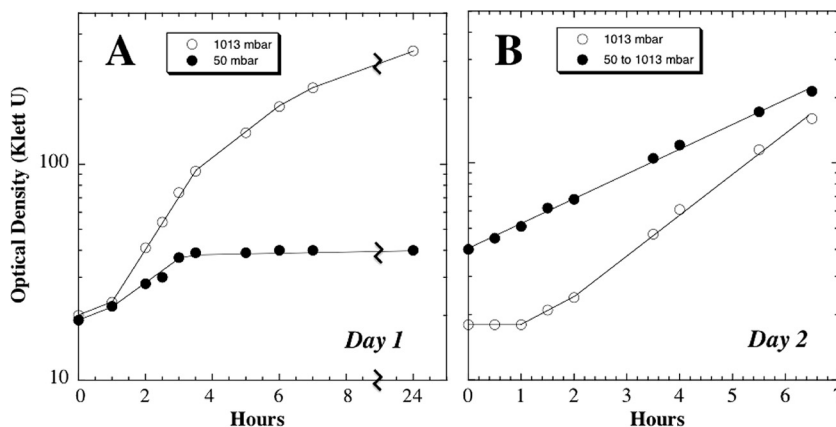 A
1013 mbar
50 mbar
B
1013 mbar
50 to 1013 mbar
Optical Density (Klett U)
100
10
Day 1
Day 2
0 2 4 6 8 24
0 1 2 3 4 5 6 7
Hours
Hours